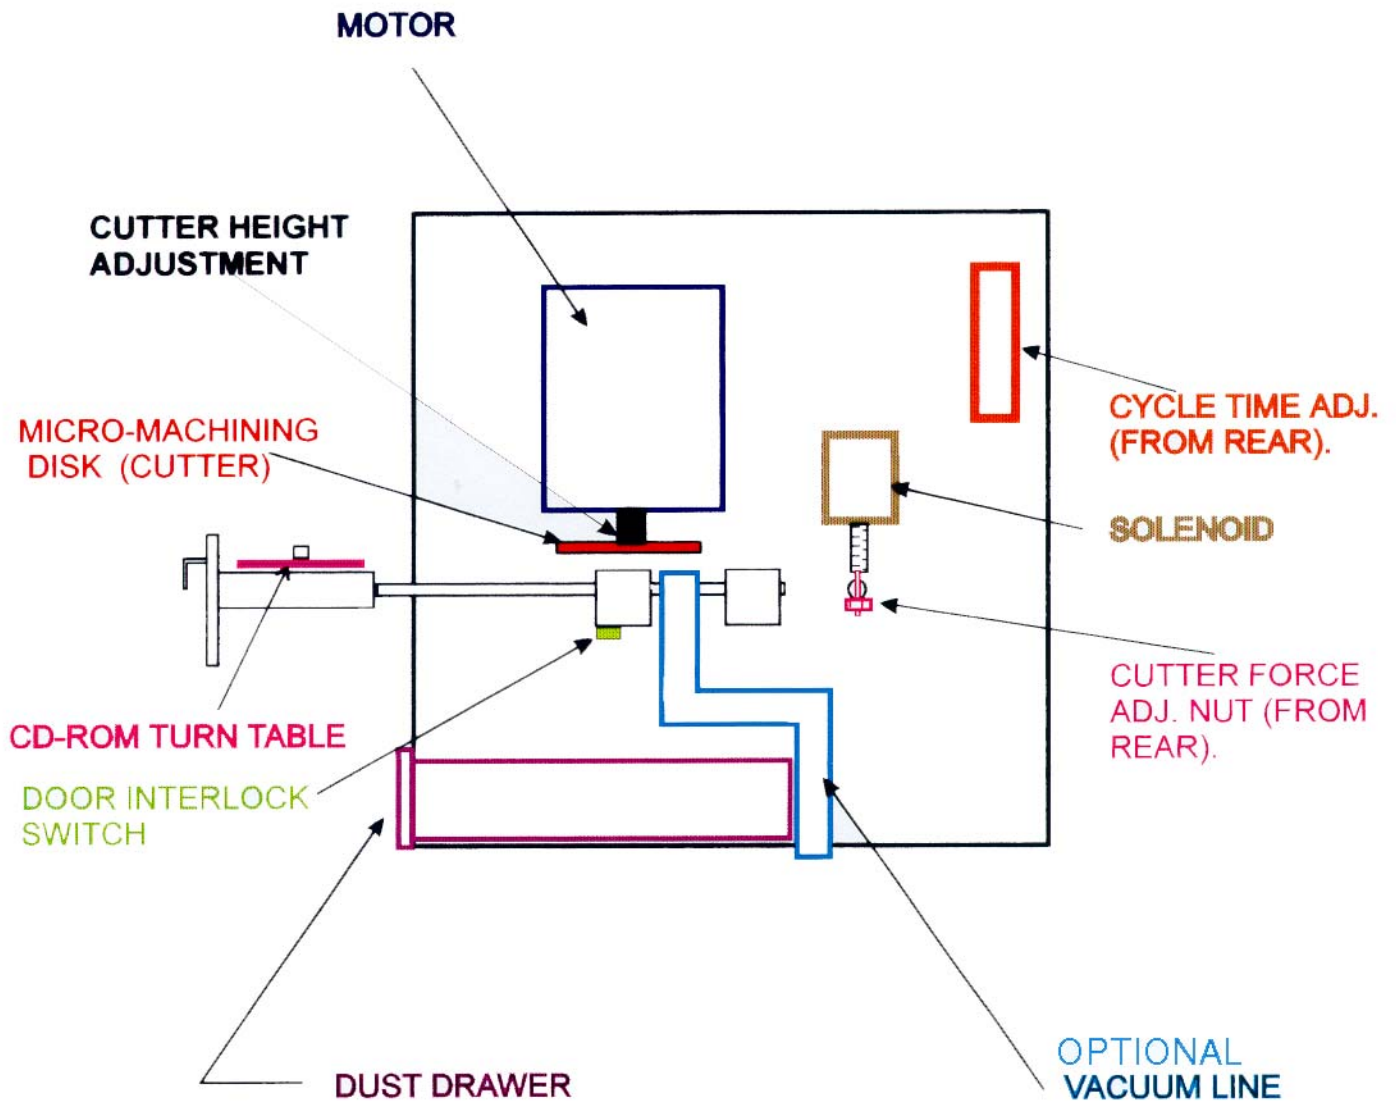 MOTOR
CUTTER HEIGHT
ADJUSTMENT
MICRO-MACHINING
DISK (CUTTER)
CYCLE TIME ADJ.
(FROM REAR).
SOLENOID
CUTTER FORCE
ADJ. NUT (FROM
REAR).
CD-ROM TURN TABLE
DOOR INTERLOCK
SWITCH
DUST DRAWER
OPTIONAL
VACUUM LINE